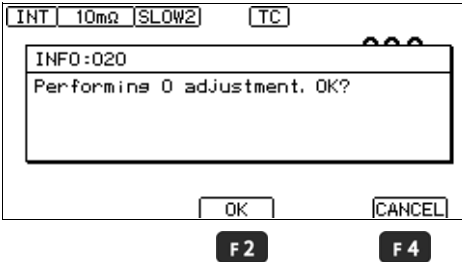 INT 10mΩ SLOW2 TC
INFO:020
Performing 0 adjustment. OK?
OK CANCEL
F2 F4